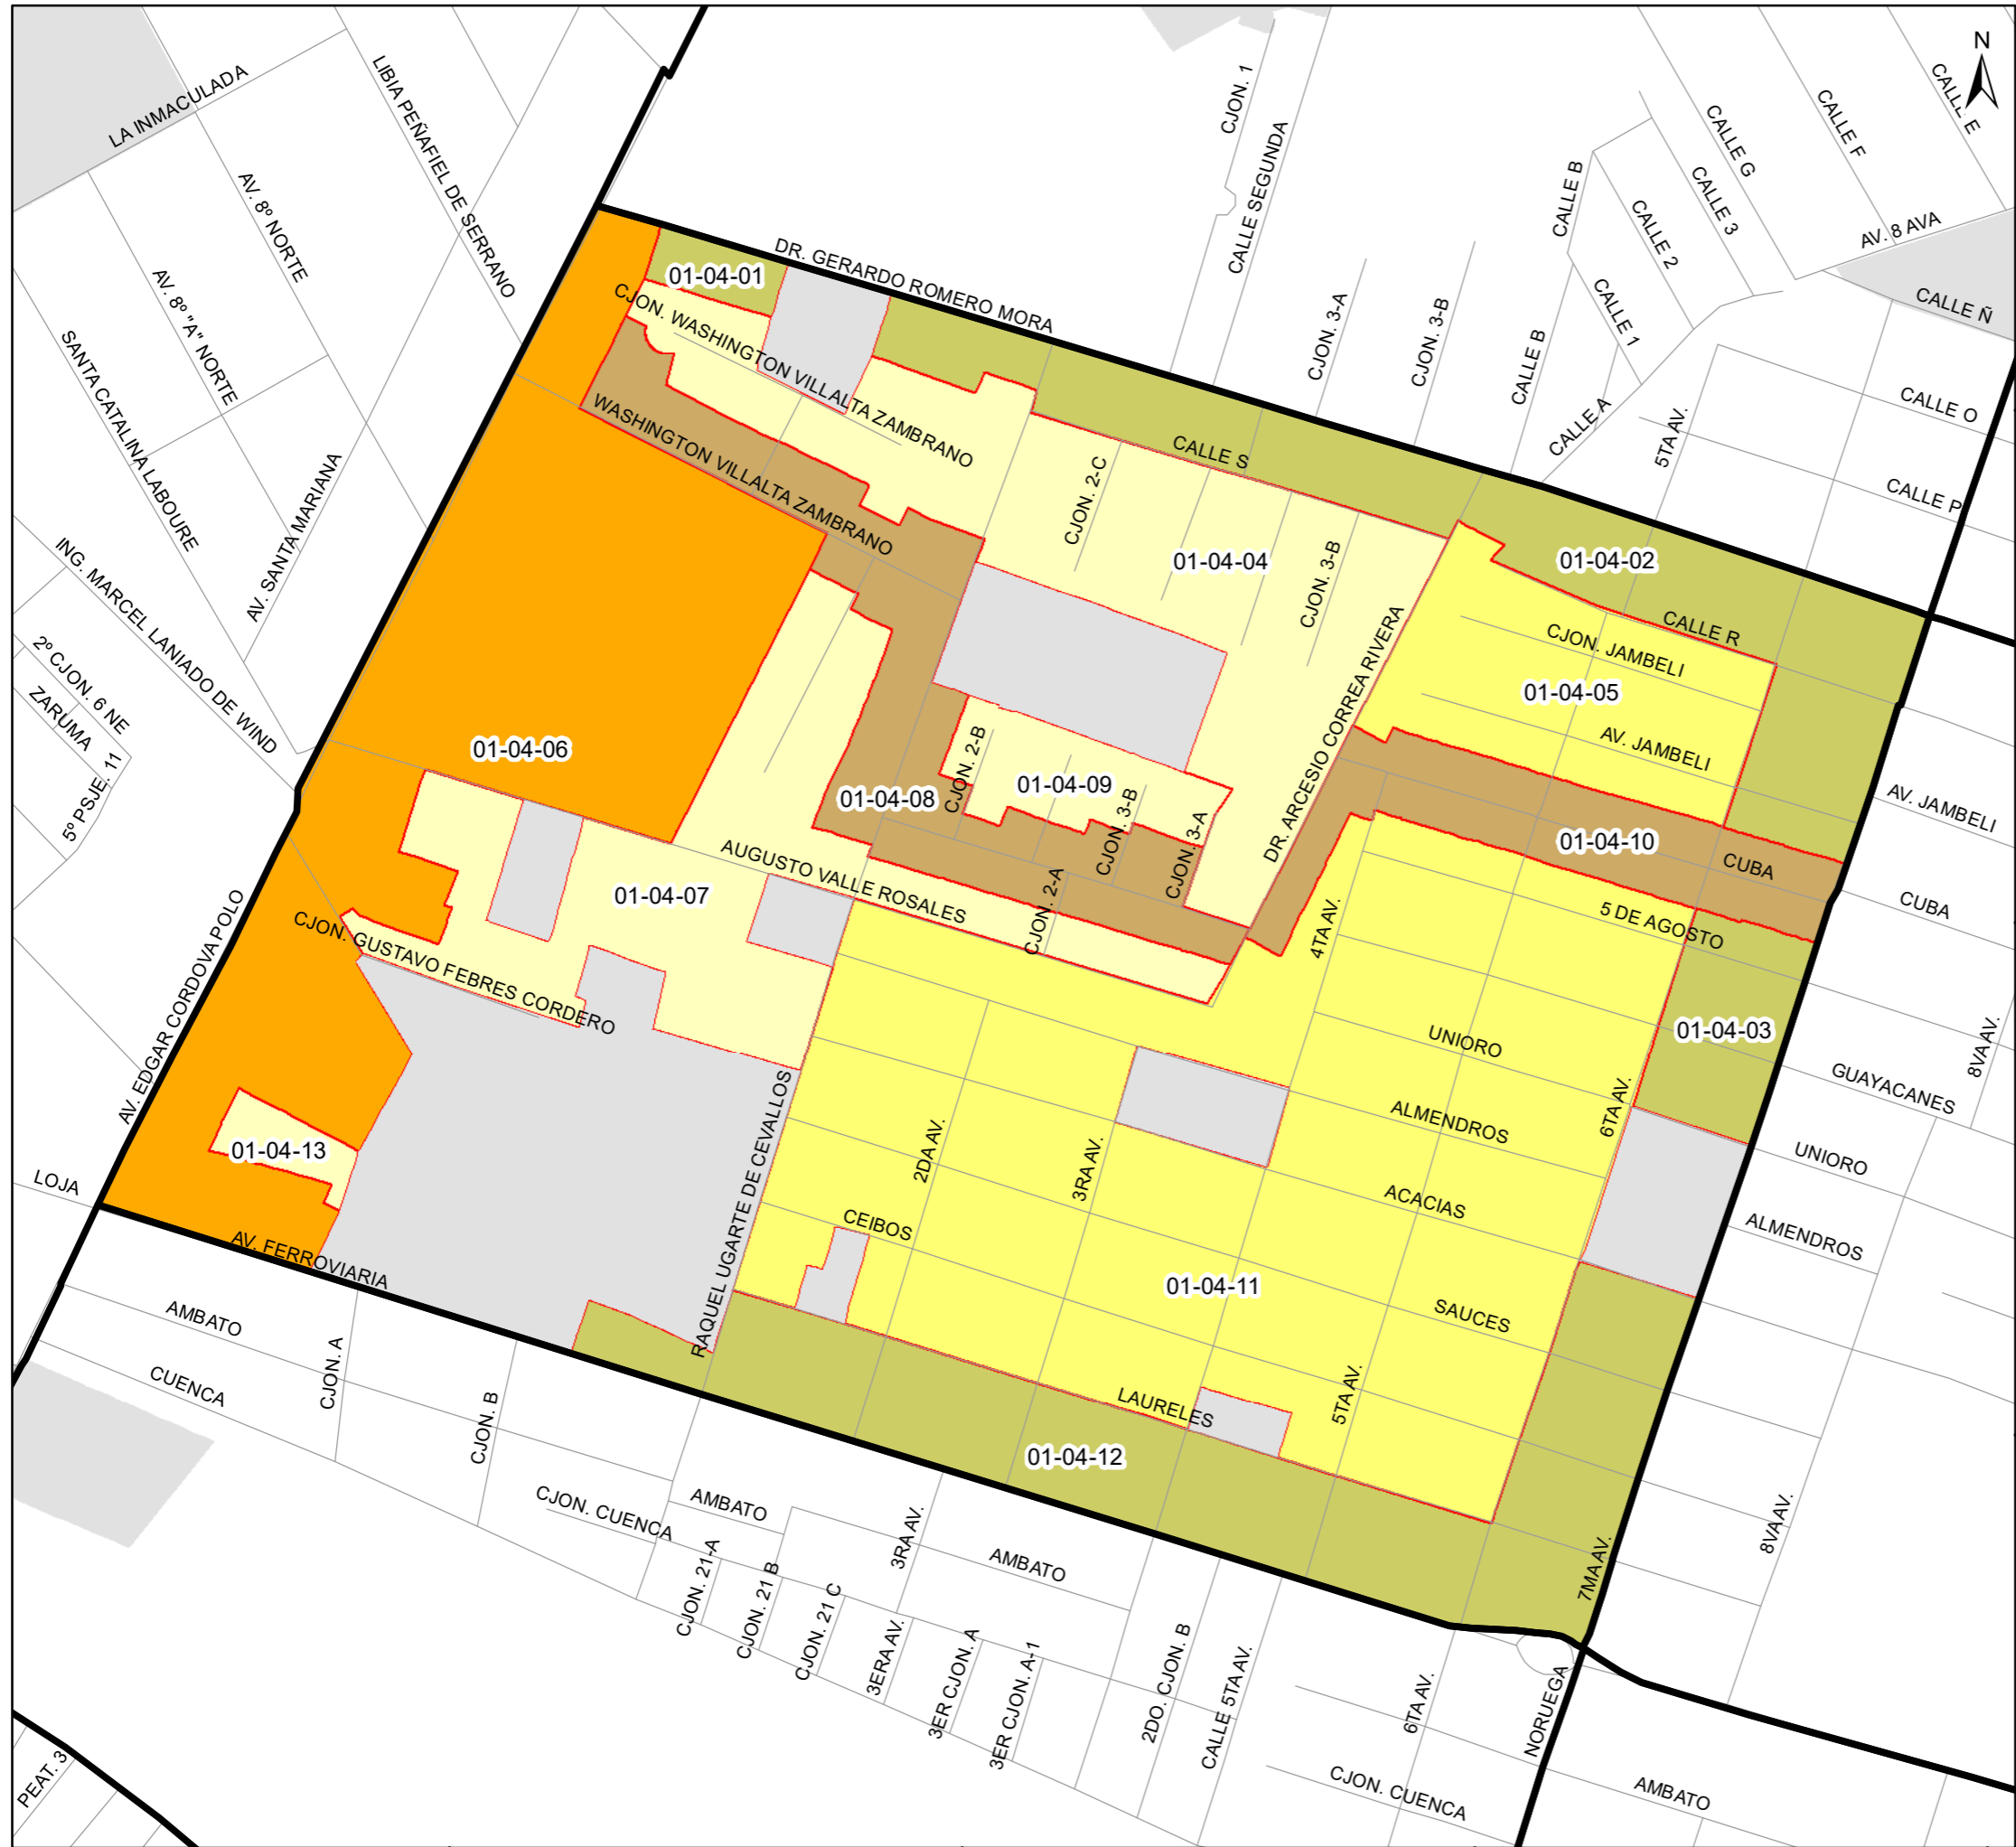 N
LA INMACULADA
LIBIA PEÑAFIEL DE SERRANO
AV. 8º NORTE
AV. 8º "A" NORTE
SANTA CATALINA LABOURE
AV. SANTA MARIANA
ING. MARCEL LANIADO DE WIND
2º CJON. 6 NE
ZARUMA
5º PSJE. 11
CJON. 1
CALLE SEGUNDA
CJON. 3-A
CJON. 3-B
CALLE B
CALLE B
CALLE 1
CALLE 2
CALLE 3
CALLE G
CALLE F
CALLE E
AV. 8 AVA
CALLE Ñ
CALLE O
CALLE P
CALLE A
5TA AV.
DR. GERARDO ROMERO MORA
01-04-01
CJON. WASHINGTON VILLALTA ZAMBRANO
WASHINGTON VILLALTA ZAMBRANO
CALLE S
CJON. 2-C
01-04-04
CJON. 3-B
DR. ARCESIO CORREA RIVERA
01-04-02
CALLE R
CJON. JAMBELI
01-04-05
AV. JAMBELI
AV. JAMBELI
01-04-06
01-04-08
CJON. 2-B
01-04-09
CJON. 3-B
CJON. 3-A
CJON. 2-A
01-04-10
CUBA
CUBA
5 DE AGOSTO
AUGUSTO VALLE ROSALES
01-04-07
CJON. GUSTAVO FEBRES CORDERO
AV. EDGAR CORDOVA POLO
4TA AV.
UNIORO
01-04-03
6TA AV.
8VA AV.
GUAYACANES
ALMENDROS
UNIORO
ALMENDROS
ACACIAS
2DA AV.
3RA AV.
RAQUEL UGARTE DE CEVALLOS
01-04-13
LOJA
AV. FERROVIARIA
CEIBOS
01-04-11
SAUCES
LAURELES
5TA AV.
01-04-12
7MA AV.
8VA AV.
AMBATO
CUENCA
CJON. A
CJON. B
CJON. CUENCA
AMBATO
3RA AV.
AMBATO
CJON. 21-A
CJON. 21 B
CJON. 21 C
3ERA AV.
3ER CJON. A
3ER CJON. A-1
2DO. CJON. B
CALLE 5TA AV.
6TA AV.
NORUEGA
CJON. CUENCA
AMBATO
PEAT. 3